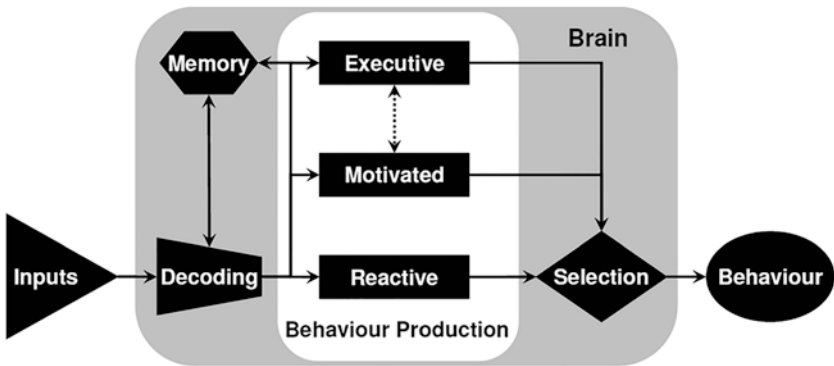 Brain
Memory
Executive
Motivated
Inputs
Decoding
Reactive
Selection
Behaviour
Behaviour Production